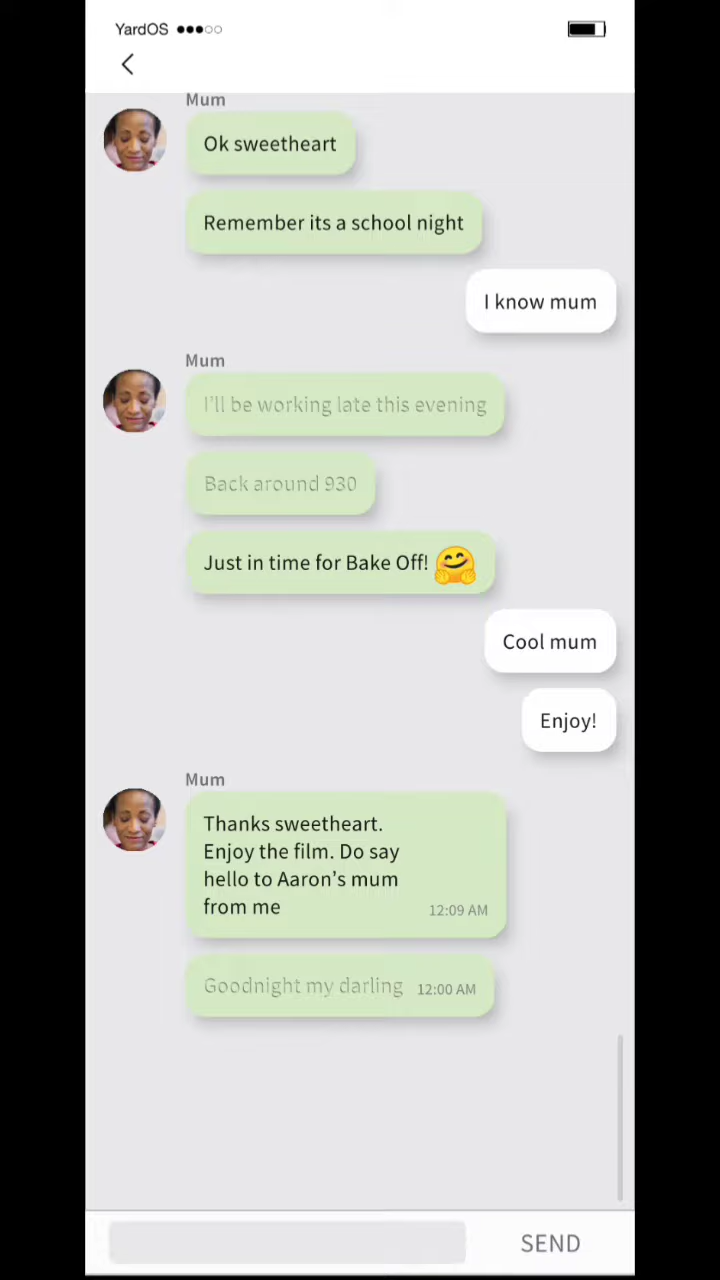 YardOS
Mum
Ok sweetheart
Remember its a school night
I know mum
Mum
I'll be working late this evening
Back around 930
Just in time for Bake Off! 🤗
Cool mum
Enjoy!
Mum
Thanks sweetheart.
Enjoy the film. Do say
hello to Aaron's mum
from me
12:09 AM
Goodnight my darling 12:00 AM
SEND